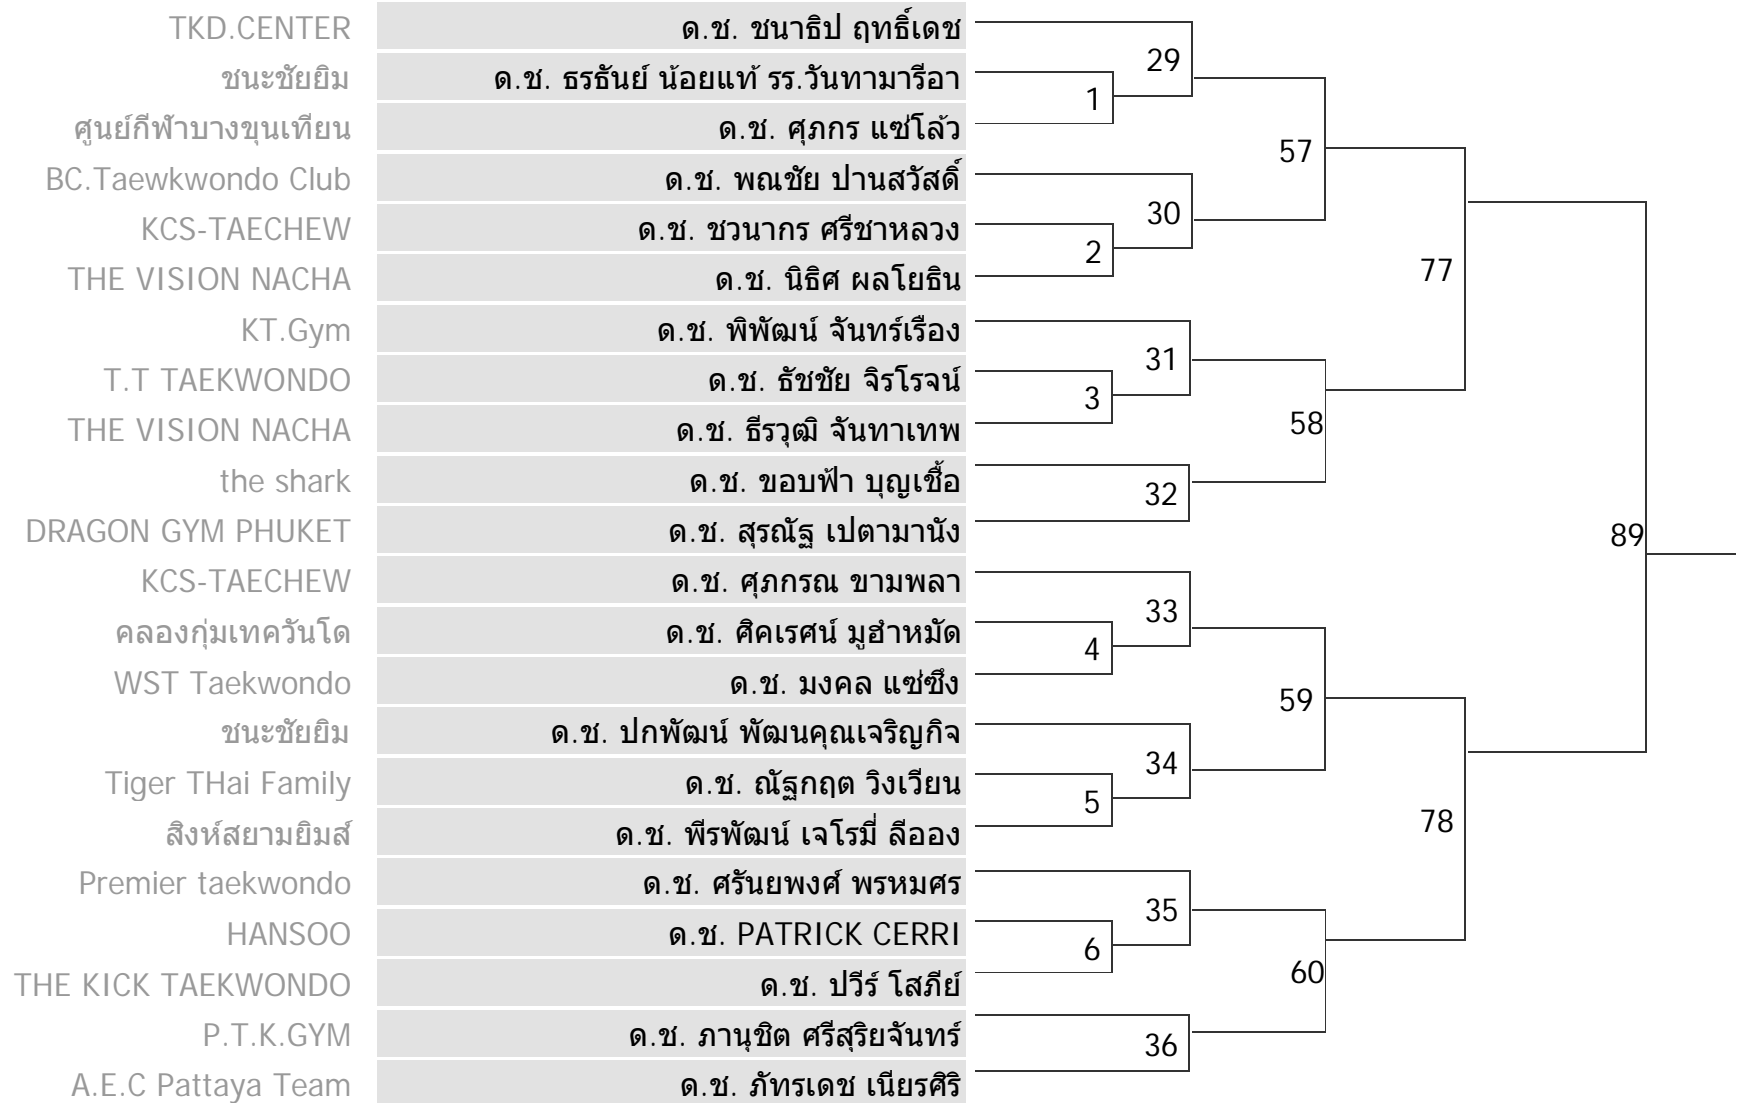 TKD.CENTER ด.ช. ชนาธิป ฤทธิ์เดช
29
ชนะชัยยิม ด.ช. ธรธันย์ น้อยแท้ รร.วันทามารีอา
1
ศูนย์กีฬาบางขุนเทียน ด.ช. ศุภกร แซ่โล้ว
57
BC.Taewkwondo Club ด.ช. พณชัย ปานสวัสดิ์
30
KCS-TAECHEW ด.ช. ชวนากร ศรีชาหลวง
2
THE VISION NACHA ด.ช. นิธิศ ผลโยธิน
77
KT.Gym ด.ช. พิพัฒน์ จันทร์เรือง
31
T.T TAEKWONDO ด.ช. ธัชชัย จิรโรจน์
3
THE VISION NACHA ด.ช. ธีรวุฒิ จันทาเทพ
58
the shark ด.ช. ขอบฟ้า บุญเชื้อ
32
DRAGON GYM PHUKET ด.ช. สุรณัฐ เปตามานัง
89
KCS-TAECHEW ด.ช. ศุภกรณ ขามพลา
33
คลองกุ่มเทควันโด ด.ช. ศิคเรศน์ มูฮำหมัด
4
WST Taekwondo ด.ช. มงคล แซ่ซึง
59
ชนะชัยยิม ด.ช. ปกพัฒน์ พัฒนคุณเจริญกิจ
34
Tiger THai Family ด.ช. ณัฐกฤต วิงเวียน
5
สิงห์สยามยิมส์ ด.ช. พีรพัฒน์ เจโรมี่ ลีออง
78
Premier taekwondo ด.ช. ศรันยพงศ์ พรหมศร
35
HANSOO ด.ช. PATRICK CERRI
6
THE KICK TAEKWONDO ด.ช. ปวีร์ โสภีย์
60
P.T.K.GYM ด.ช. ภานุชิต ศรีสุริยจันทร์
36
A.E.C Pattaya Team ด.ช. ภัทรเดช เนียรศิริ